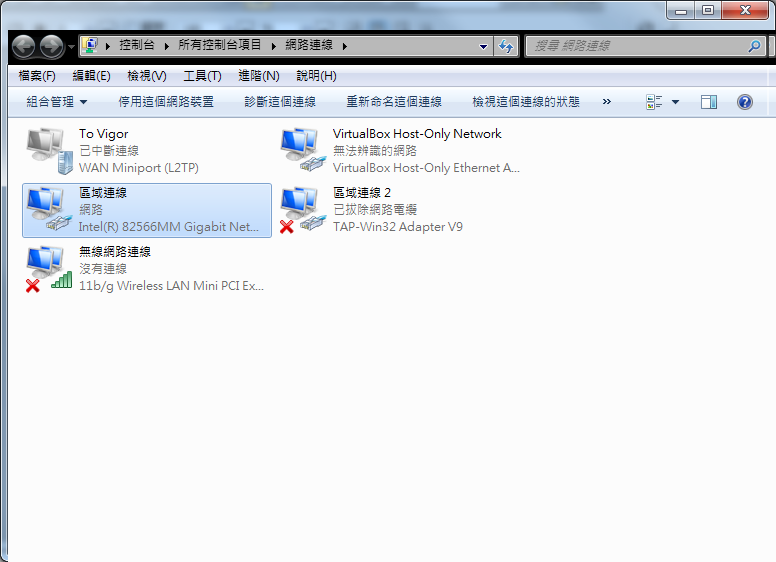 控制台 所有控制台項目 網路連線
搜尋 網路連線
檔案(F) 編輯(E) 檢視(V) 工具(T) 進階(N) 說明(H)
組合管理 停用這個網路裝置 診斷這個連線 重新命名這個連線 檢視這個連線的狀態 »
To Vigor
已中斷連線
WAN Miniport (L2TP)
VirtualBox Host-Only Network
無法辨識的網路
VirtualBox Host-Only Ethernet A...
區域連線
網路
Intel(R) 82566MM Gigabit Net...
區域連線 2
已拔除網路電纜
TAP-Win32 Adapter V9
無線網路連線
沒有連線
11b/g Wireless LAN Mini PCI Ex...